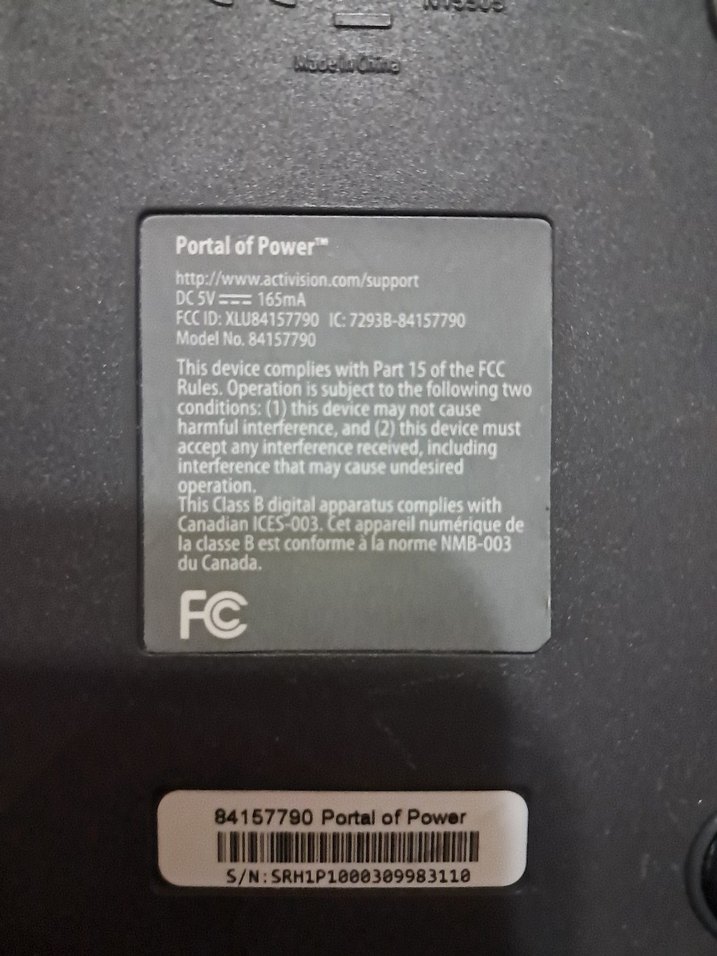 Made in China
Portal of Power™
http://www.activision.com/support
DC 5V ⎓ 165mA
FCC ID: XLU84157790 IC: 7293B-84157790
Model No. 84157790
This device complies with Part 15 of the FCC
Rules. Operation is subject to the following two
conditions: (1) this device may not cause
harmful interference, and (2) this device must
accept any interference received, including
interference that may cause undesired
operation.
This Class B digital apparatus complies with
Canadian ICES-003. Cet appareil numérique de
la classe B est conforme à la norme NMB-003
du Canada.
FC
84157790 Portal of Power
S/N:SRH1P1000309983110